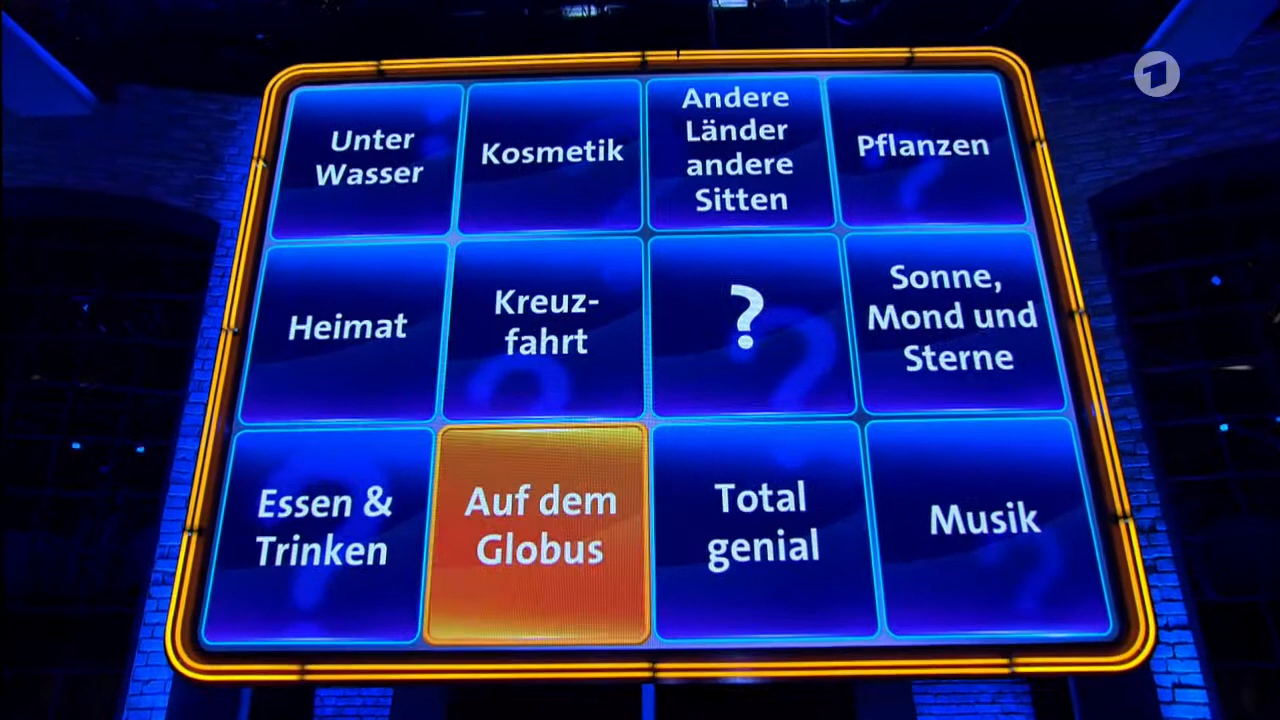 Unter
Wasser
Kosmetik
Andere
Länder
andere
Sitten
Pflanzen
Heimat
Kreuz-
fahrt
?
Sonne,
Mond und
Sterne
Essen &
Trinken
Auf dem
Globus
Total
genial
Musik
1